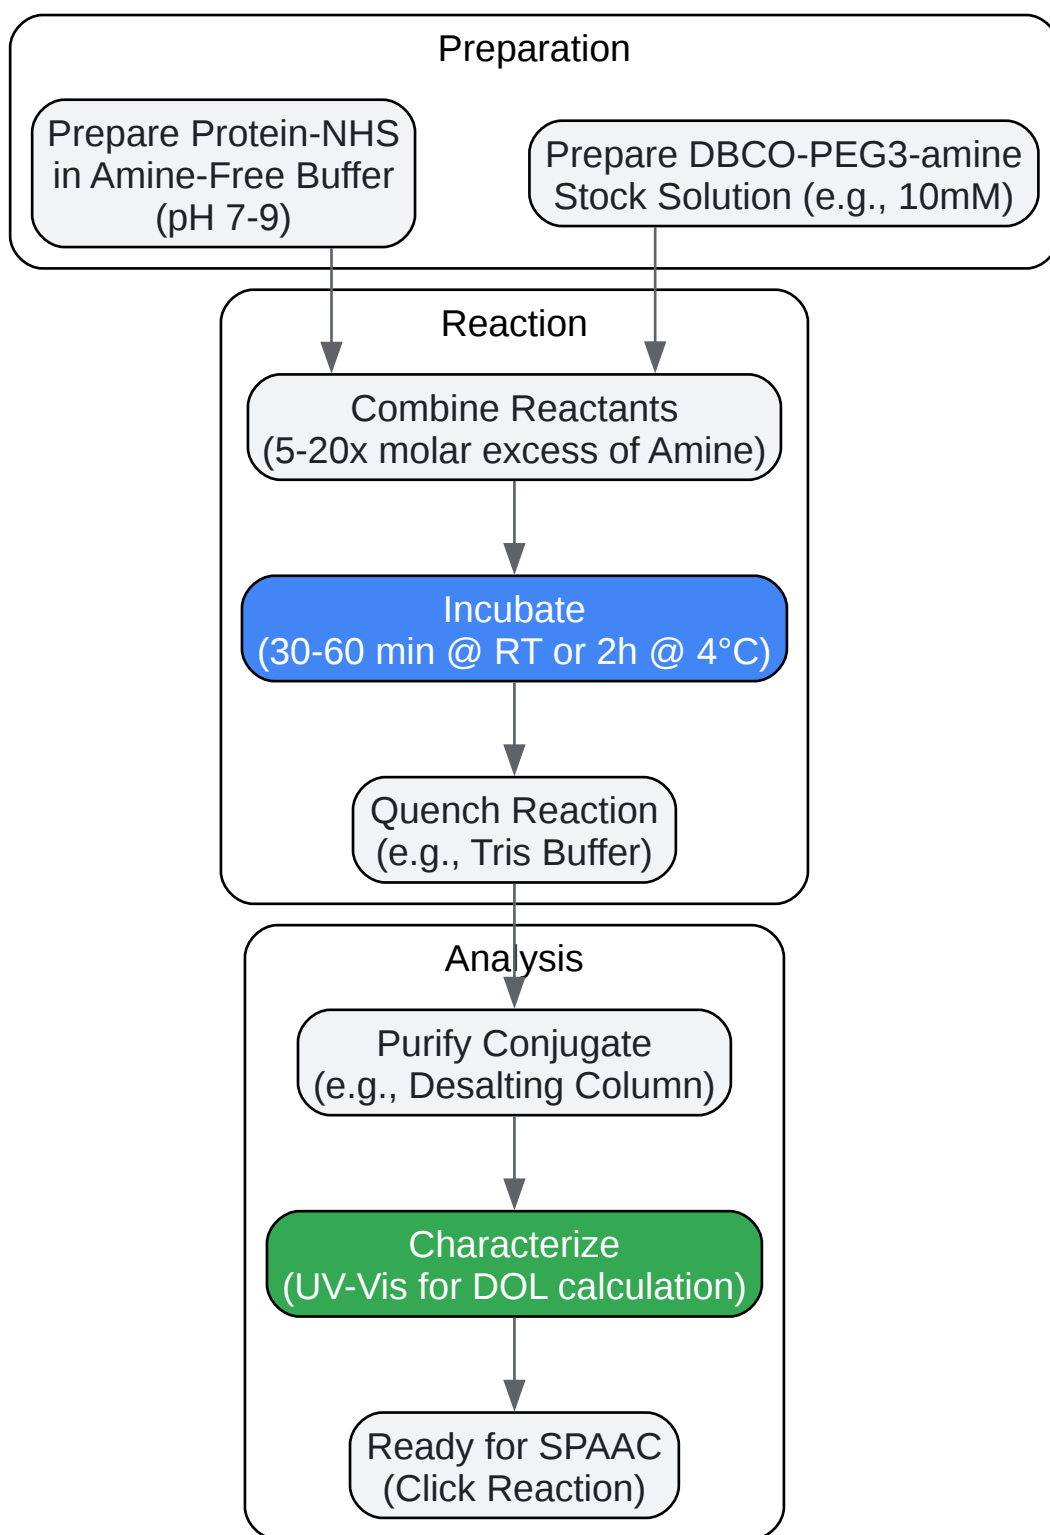 Preparation
Prepare Protein-NHS
in Amine-Free Buffer
(pH 7-9)
Prepare DBCO-PEG3-amine
Stock Solution (e.g., 10mM)
Reaction
Combine Reactants
(5-20x molar excess of Amine)
Incubate
(30-60 min @ RT or 2h @ 4°C)
Quench Reaction
(e.g., Tris Buffer)
Analysis
Purify Conjugate
(e.g., Desalting Column)
Characterize
(UV-Vis for DOL calculation)
Ready for SPAAC
(Click Reaction)